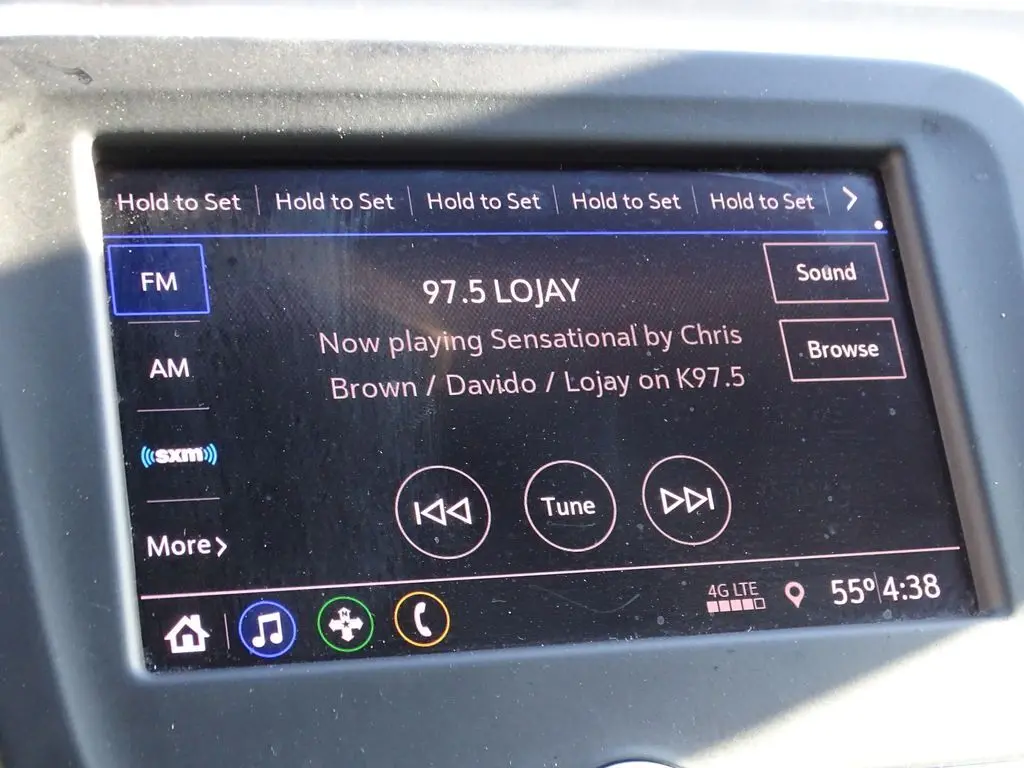 Hold to Set Hold to Set Hold to Set Hold to Set Hold to Set
FM
97.5 LOJAY
Sound
Now playing Sensational by Chris
Brown / Davido / Lojay on K97.5
Browse
AM
sxm
Tune
More
4G LTE
55° 4:38
N